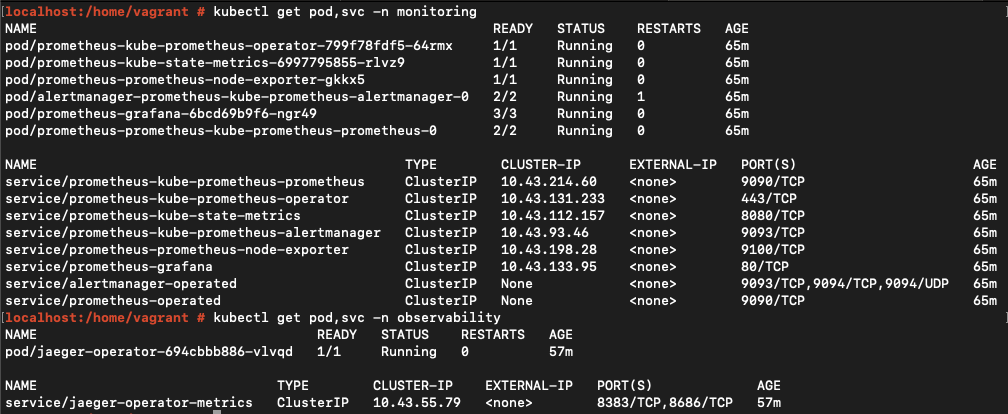 [localhost:/home/vagrant # kubectl get pod,svc -n monitoring ]
NAME READY STATUS RESTARTS AGE
pod/prometheus-kube-prometheus-operator-799f78fdf5-64rmx 1/1 Running 0 65m
pod/prometheus-kube-state-metrics-6997795855-rlvz9 1/1 Running 0 65m
pod/prometheus-prometheus-node-exporter-gkkx5 1/1 Running 0 65m
pod/alertmanager-prometheus-kube-prometheus-alertmanager-0 2/2 Running 1 65m
pod/prometheus-grafana-6bcd69b9f6-ngr49 3/3 Running 0 65m
pod/prometheus-prometheus-kube-prometheus-prometheus-0 2/2 Running 0 65m
NAME TYPE CLUSTER-IP EXTERNAL-IP PORT(S) AGE
service/prometheus-kube-prometheus-prometheus ClusterIP 10.43.214.60 <none> 9090/TCP 65m
service/prometheus-kube-prometheus-operator ClusterIP 10.43.131.233 <none> 443/TCP 65m
service/prometheus-kube-state-metrics ClusterIP 10.43.112.157 <none> 8080/TCP 65m
service/prometheus-kube-prometheus-alertmanager ClusterIP 10.43.93.46 <none> 9093/TCP 65m
service/prometheus-prometheus-node-exporter ClusterIP 10.43.198.28 <none> 9100/TCP 65m
service/prometheus-grafana ClusterIP 10.43.133.95 <none> 80/TCP 65m
service/alertmanager-operated ClusterIP None <none> 9093/TCP,9094/TCP,9094/UDP 65m
service/prometheus-operated ClusterIP None <none> 9090/TCP 65m
[localhost:/home/vagrant # kubectl get pod,svc -n observability ]
NAME READY STATUS RESTARTS AGE
pod/jaeger-operator-694cbbb886-vlvqd 1/1 Running 0 57m
NAME TYPE CLUSTER-IP EXTERNAL-IP PORT(S) AGE
service/jaeger-operator-metrics ClusterIP 10.43.55.79 <none> 8383/TCP,8686/TCP 57m